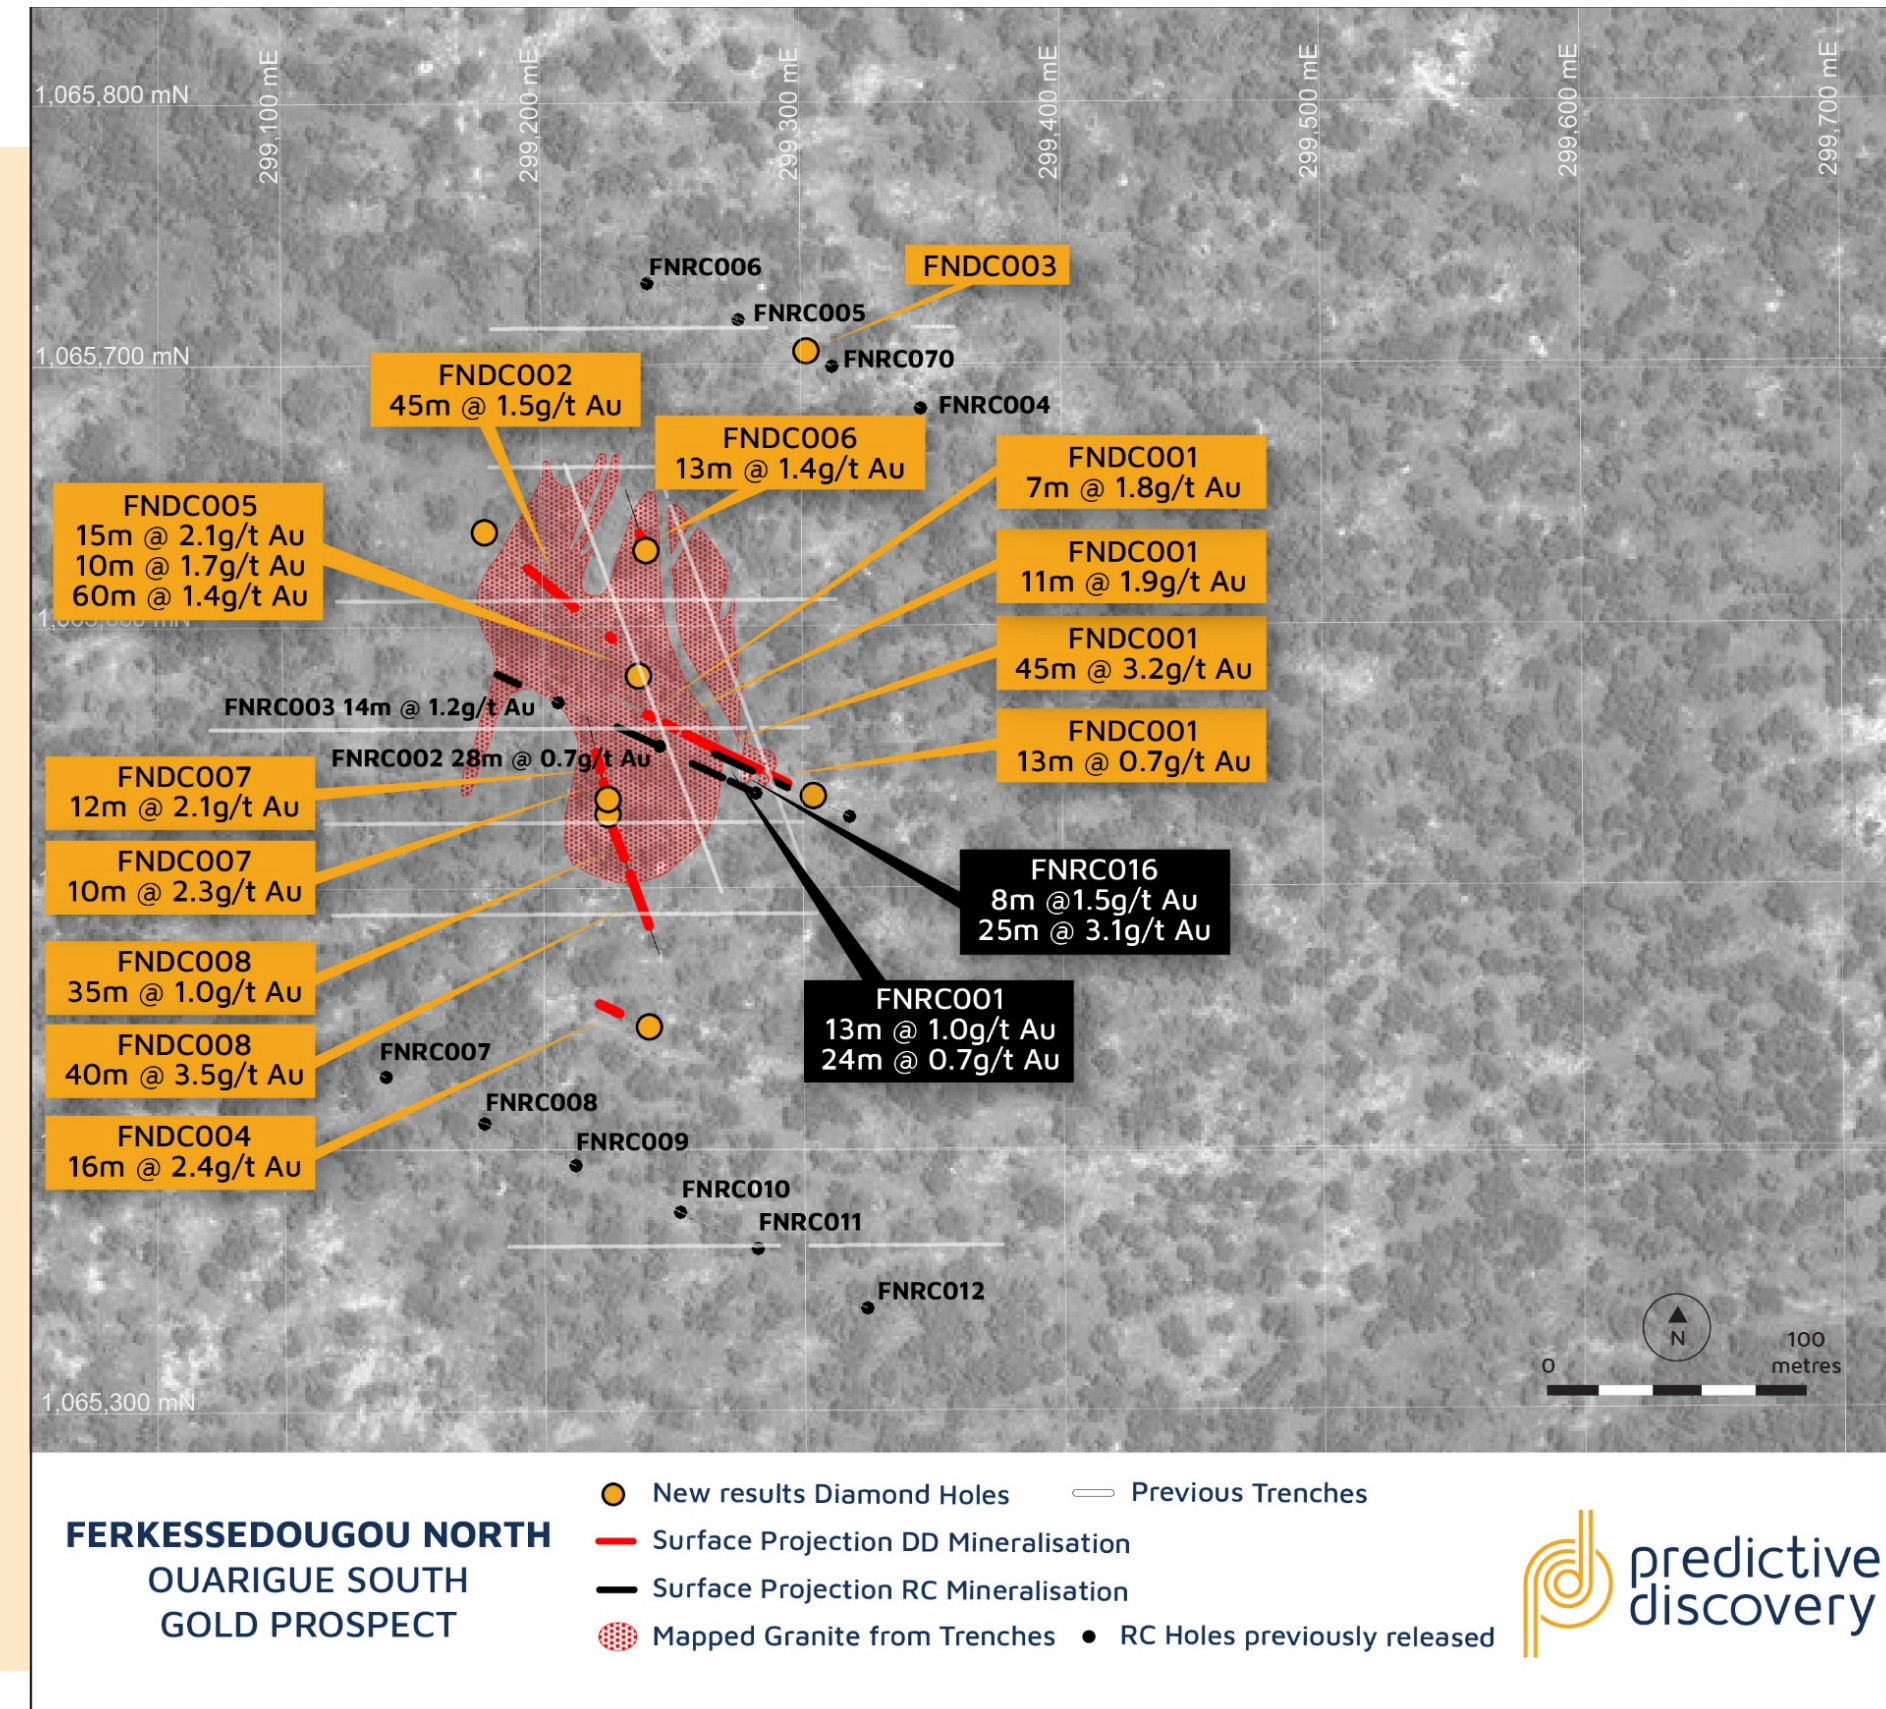 1,065,800 mN
299,100 mE
299,200 mE
299,300 mE
299,400 mE
299,500 mE
299,600 mE
299,700 mE
FNRC006
FNDC003
FNRC005
1,065,700 mN
FNRC070
FNDC002
45m @ 1.5g/t Au
FNRC004
FNDC006
13m @ 1.4g/t Au
FNDC001
7m @ 1.8g/t Au
FNDC005
15m @ 2.1g/t Au
10m @ 1.7g/t Au
60m @ 1.4g/t Au
FNDC001
11m @ 1.9g/t Au
FNDC001
45m @ 3.2g/t Au
FNRC003 14m @ 1.2g/t Au
FNDC001
13m @ 0.7g/t Au
FNRC002 28m @ 0.7g/t Au
FNDC007
12m @ 2.1g/t Au
FNDC007
10m @ 2.3g/t Au
FNRC016
8m @1.5g/t Au
25m @ 3.1g/t Au
FNDC008
35m @ 1.0g/t Au
FNRC001
13m @ 1.0g/t Au
24m @ 0.7g/t Au
FNDC008
40m @ 3.5g/t Au
FNRC007
FNRC008
FNDC004
16m @ 2.4g/t Au
FNRC009
FNRC010
FNRC011
FNRC012
N
0
100
metres
1,065,300 mN
FERKESSEDOUGOU NORTH
OUARIGUE SOUTH
GOLD PROSPECT
New results Diamond Holes
Previous Trenches
Surface Projection DD Mineralisation
Surface Projection RC Mineralisation
Mapped Granite from Trenches
RC Holes previously released
predictive
discovery